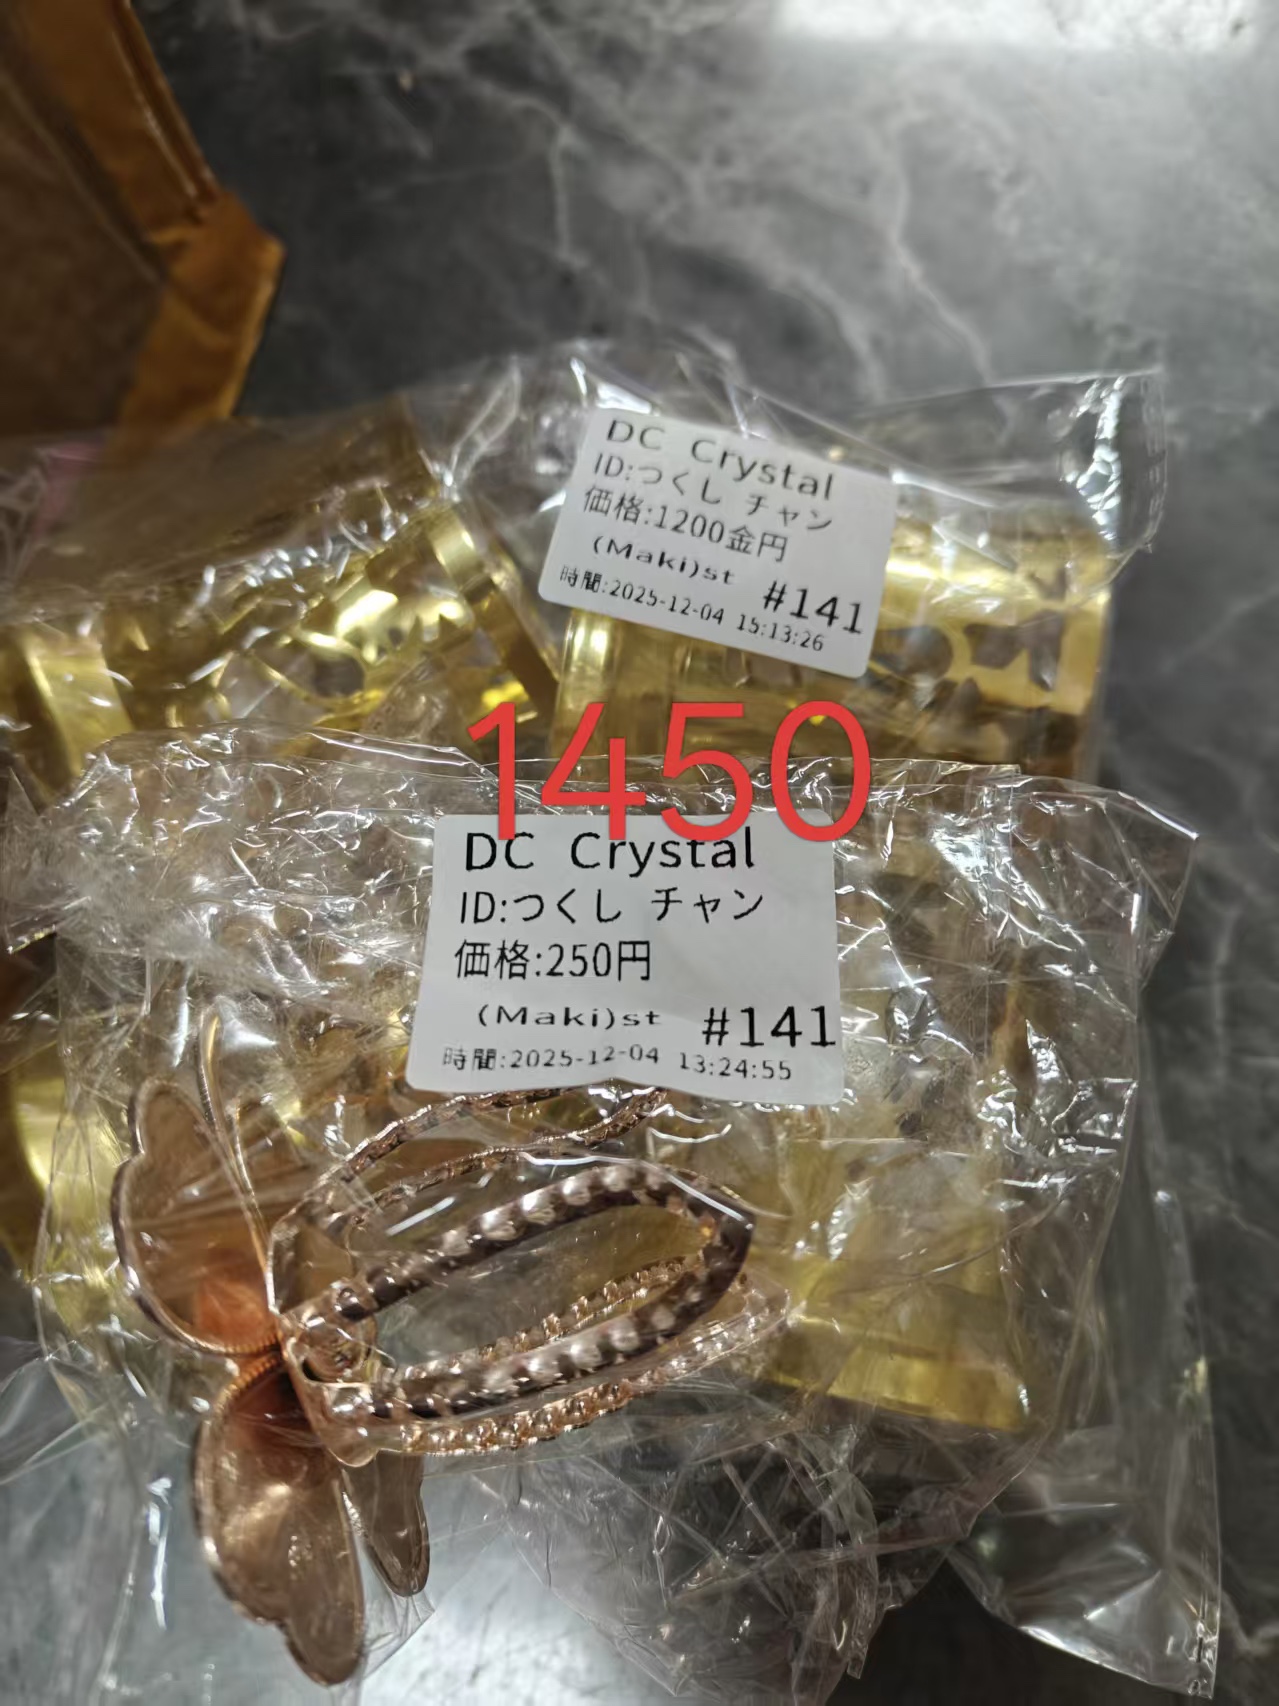 DC Crystal
ID:つくし チャン
価格:1200金円
(Maki)st #141
時間:2025-12-04 15:13:26
1450
DC Crystal
ID:つくし チャン
価格:250円
(Maki)st #141
時間:2025-12-04 13:24:55